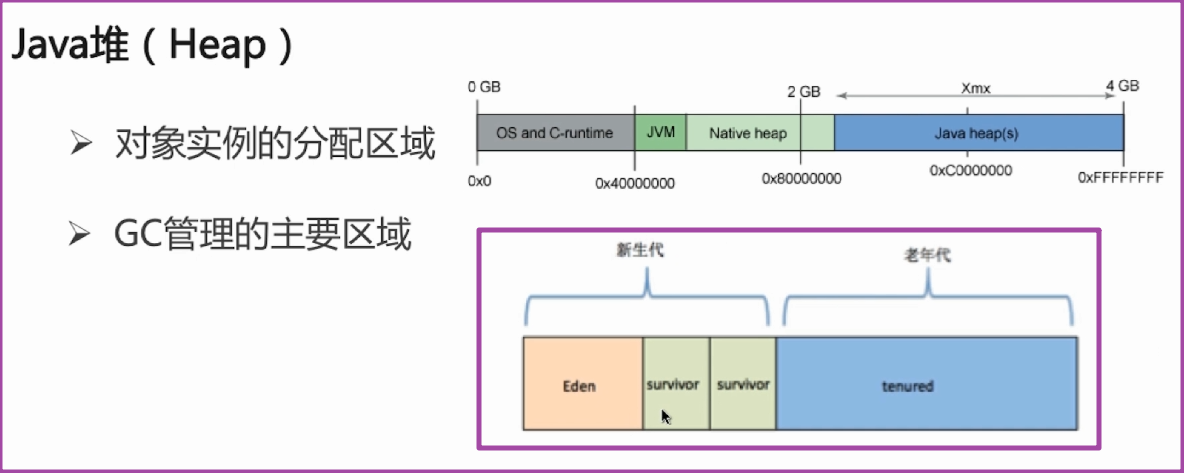 Java堆（Heap）
对象实例的分配区域
GC管理的主要区域
0 GB
2 GB
Xmx
4 GB
OS and C-runtime
JVM
Native heap
Java heap(s)
0x0
0x40000000
0x80000000
0xC0000000
0xFFFFFFFF
新生代
老年代
Eden
survivor
survivor
tenured